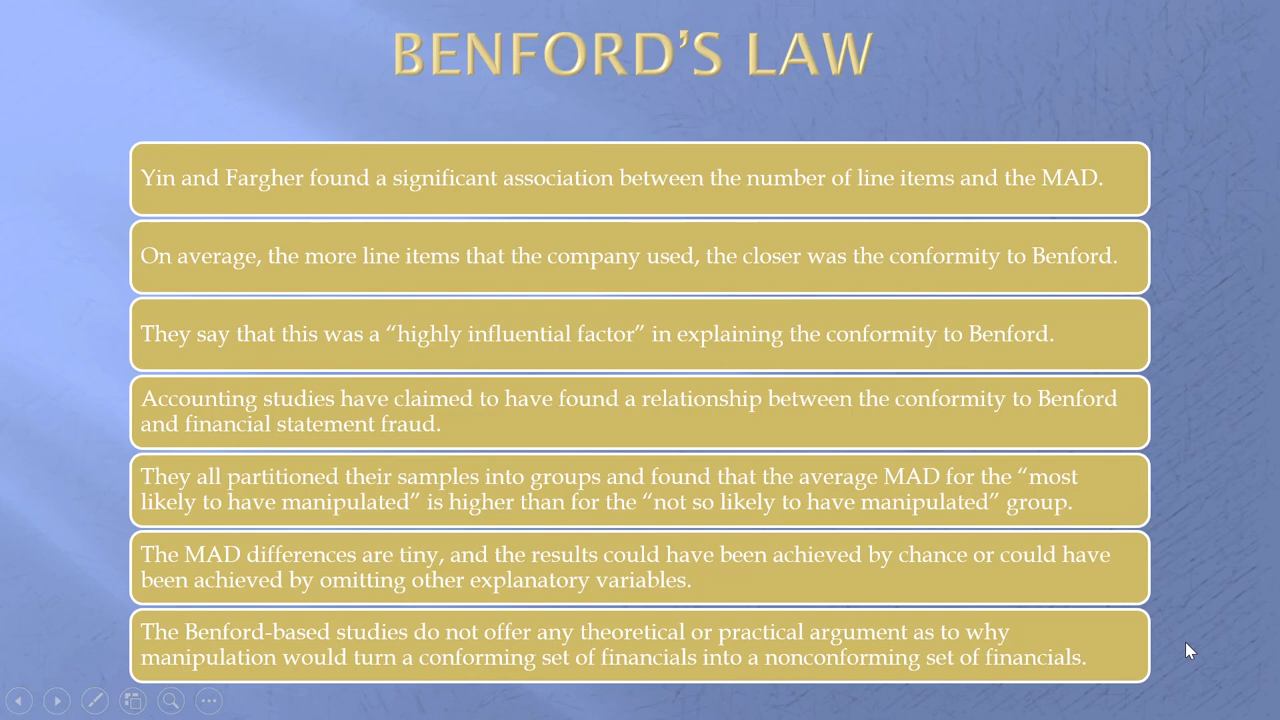 BENFORD’S LAW
Yin and Fargher found a significant association between the number of line items and the MAD.
On average, the more line items that the company used, the closer was the conformity to Benford.
They say that this was a “highly influential factor” in explaining the conformity to Benford.
Accounting studies have claimed to have found a relationship between the conformity to Benford
and financial statement fraud.
They all partitioned their samples into groups and found that the average MAD for the “most
likely to have manipulated” is higher than for the “not so likely to have manipulated” group.
The MAD differences are tiny, and the results could have been achieved by chance or could have
been achieved by omitting other explanatory variables.
The Benford-based studies do not offer any theoretical or practical argument as to why
manipulation would turn a conforming set of financials into a nonconforming set of financials.